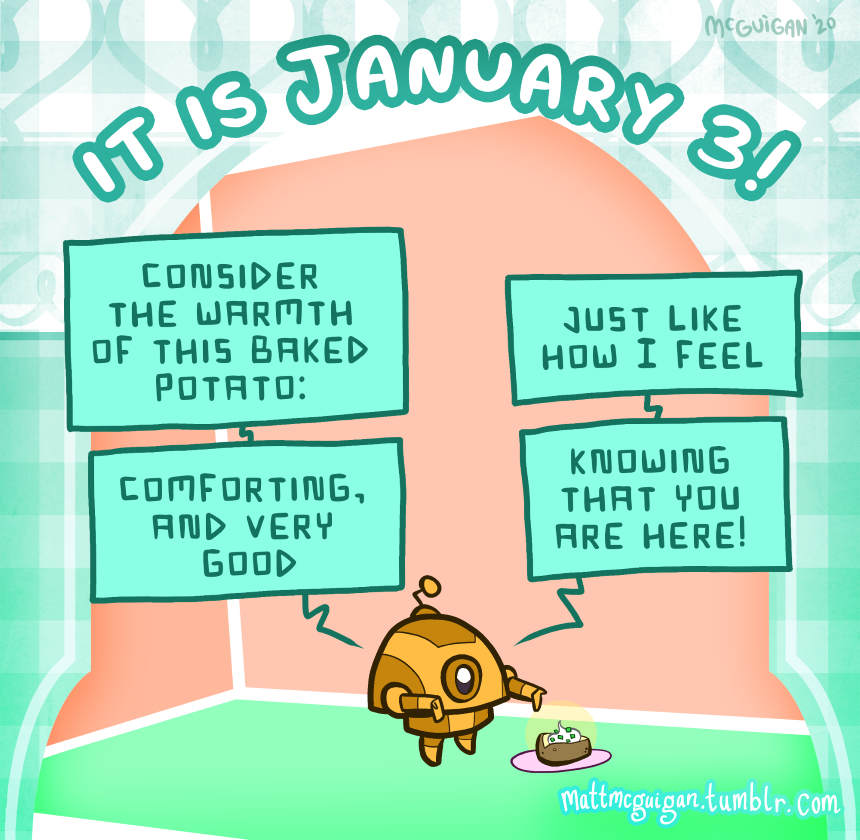 McGUIGAN '20
IT IS JANUARY 3!
CONSIDER
THE WARMTH
OF THIS BAKED
POTATO:
COMFORTING,
AND VERY
GOOD
JUST LIKE
HOW I FEEL
KNOWING
THAT YOU
ARE HERE!
mattmcguigan.tumblr.com